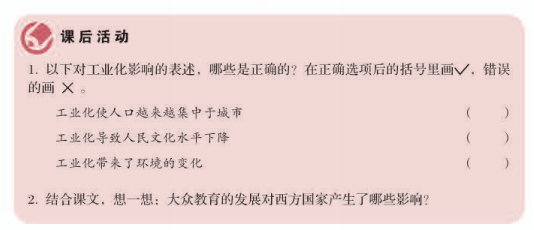 课后活动
1. 以下对工业化影响的表述，哪些是正确的？在正确选项后的括号里画✓，错误
的画 ✕ 。
工业化使人口越来越集中于城市 （ ）
工业化导致人民文化水平下降 （ ）
工业化带来了环境的变化 （ ）
2. 结合课文，想一想：大众教育的发展对西方国家产生了哪些影响？